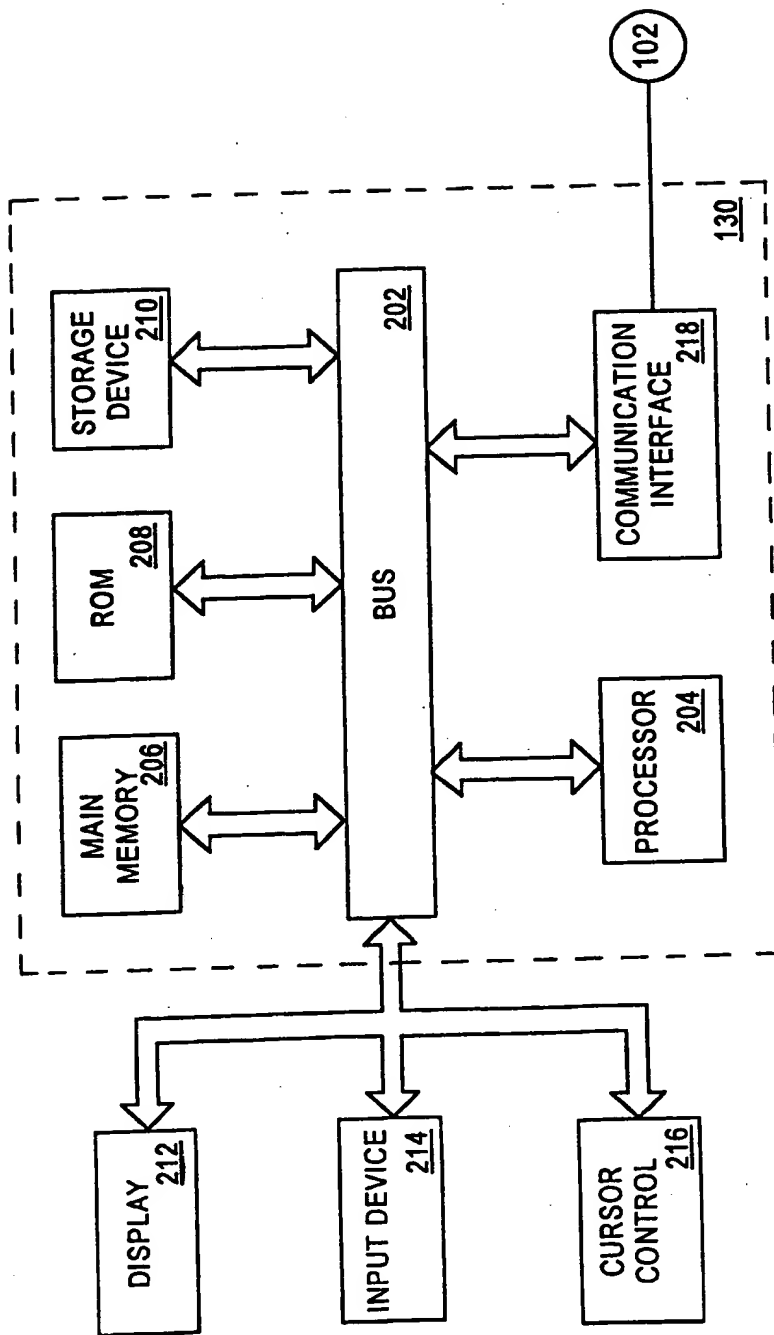 DISPLAY
212
INPUT DEVICE
214
CURSOR
CONTROL
216
MAIN
MEMORY
206
ROM
208
STORAGE
DEVICE
210
BUS
202
PROCESSOR
204
COMMUNICATION
INTERFACE
218
130
102